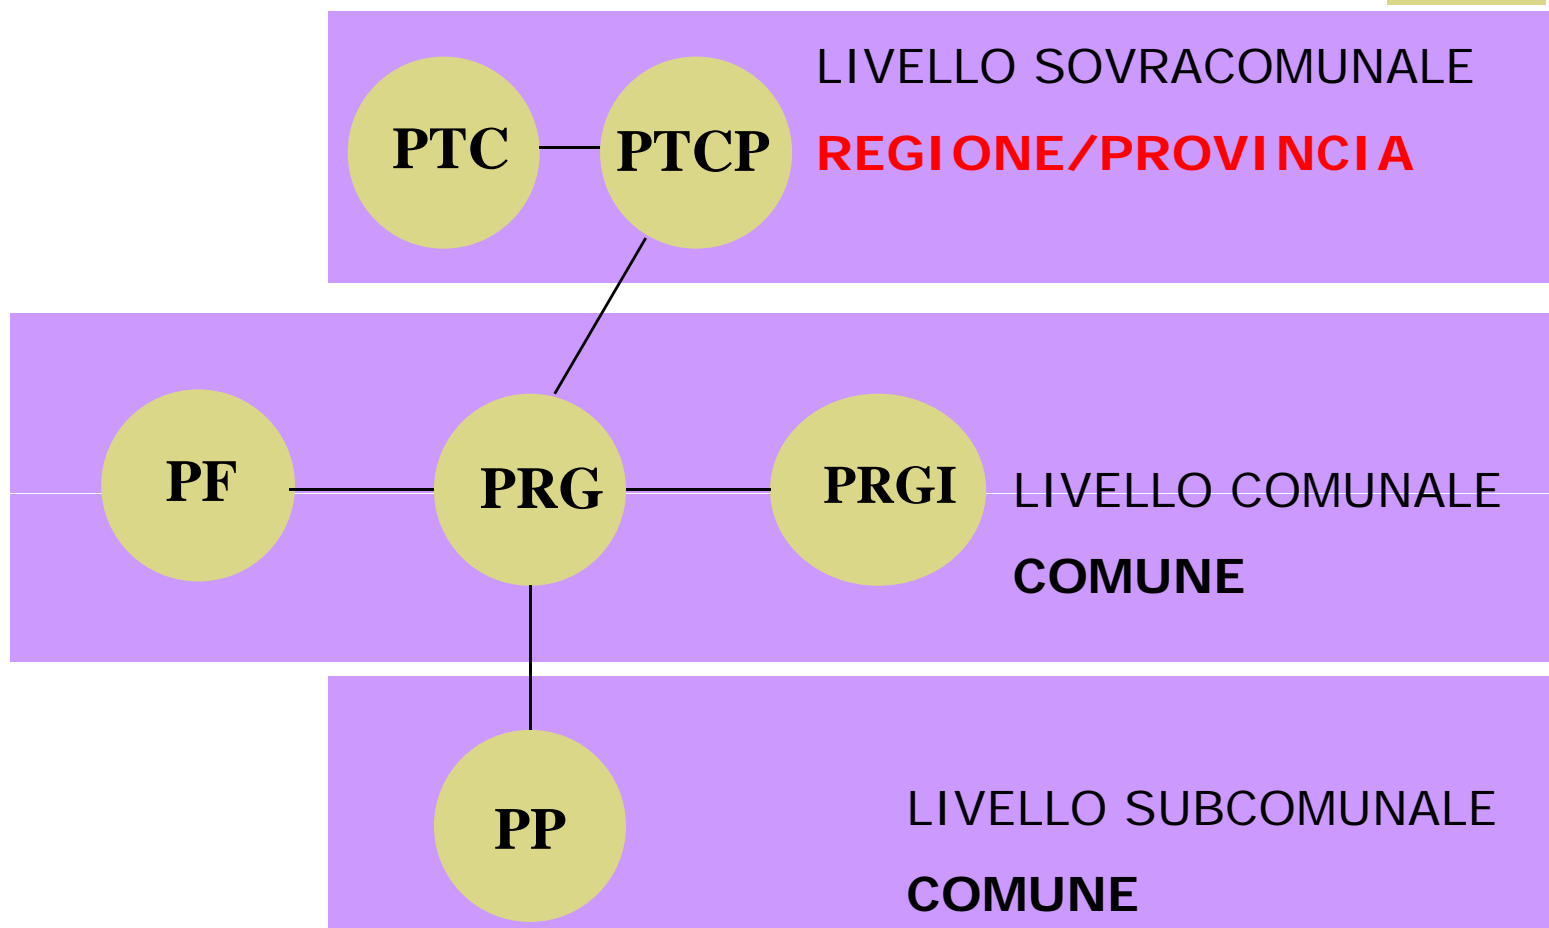 PTC
PTCP
LIVELLO SOVRACOMUNALE
REGIONE/PROVINCIA
PF
PRG
PRGI
LIVELLO COMUNALE
COMUNE
PP
LIVELLO SUBCOMUNALE
COMUNE